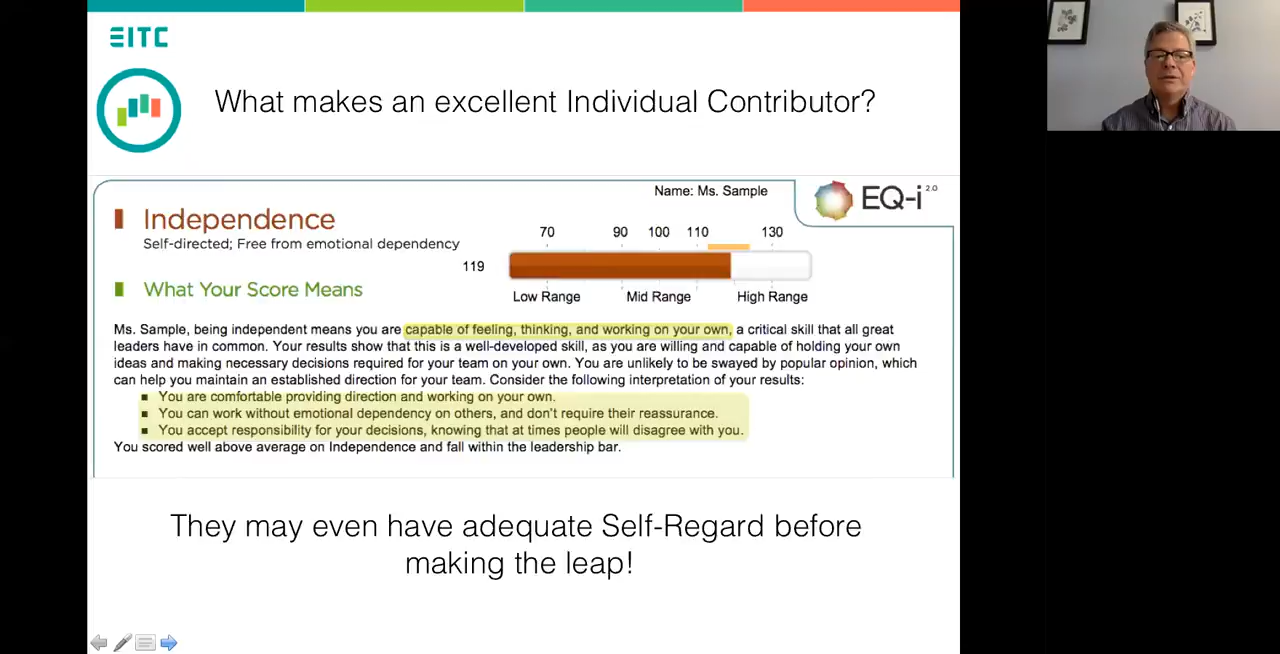 EITC
What makes an excellent Individual Contributor?
Name: Ms. Sample
EQ-i 2.0
Independence
Self-directed; Free from emotional dependency
70 90 100 110 130
119
Low Range Mid Range High Range
What Your Score Means
Ms. Sample, being independent means you are capable of feeling, thinking, and working on your own, a critical skill that all great
leaders have in common. Your results show that this is a well-developed skill, as you are willing and capable of holding your own
ideas and making necessary decisions required for your team on your own. You are unlikely to be swayed by popular opinion, which
can help you maintain an established direction for your team. Consider the following interpretation of your results:
▪ You are comfortable providing direction and working on your own.
▪ You can work without emotional dependency on others, and don't require their reassurance.
▪ You accept responsibility for your decisions, knowing that at times people will disagree with you.
You scored well above average on Independence and fall within the leadership bar.
They may even have adequate Self-Regard before
making the leap!